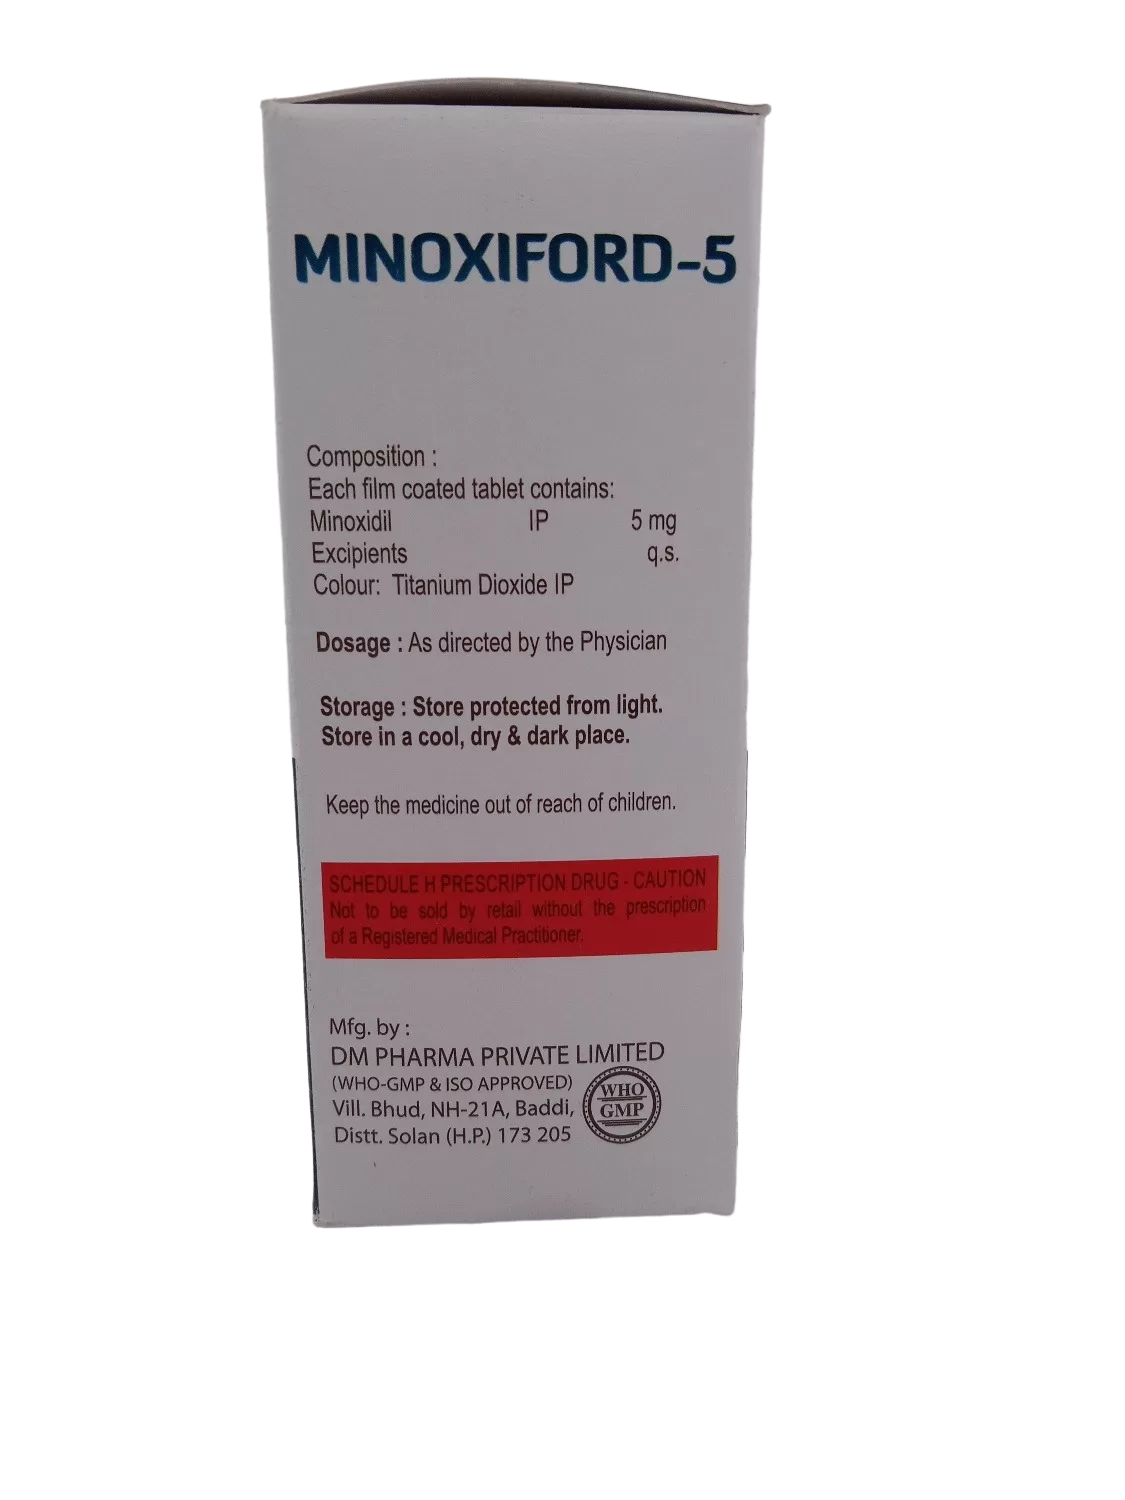 MINOXIFORD-5
Composition :
Each film coated tablet contains:
Minoxidil IP 5 mg
Excipients q.s.
Colour: Titanium Dioxide IP
Dosage : As directed by the Physician
Storage : Store protected from light.
Store in a cool, dry & dark place.
Keep the medicine out of reach of children.
SCHEDULE H PRESCRIPTION DRUG - CAUTION
Not to be sold by retail without the prescription
of a Registered Medical Practitioner.
Mfg. by :
DM PHARMA PRIVATE LIMITED
(WHO-GMP & ISO APPROVED)
Vill. Bhud, NH-21A, Baddi,
Distt. Solan (H.P.) 173 205
WHO
GMP